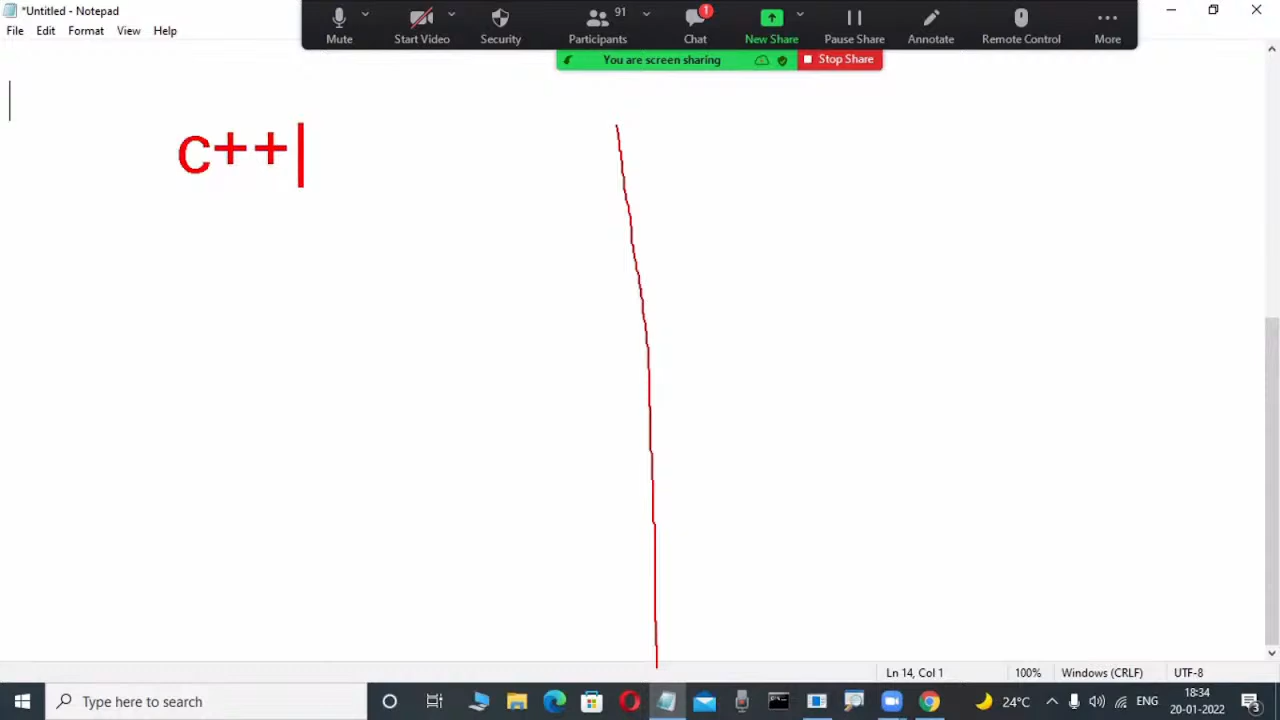 *Untitled - Notepad
File Edit Format View Help
91
1
Mute Start Video Security Participants Chat New Share Pause Share Annotate Remote Control More
You are screen sharing Stop Share
c++
Ln 14, Col 1 100% Windows (CRLF) UTF-8
Type here to search
24°C ENG 18:34
20-01-2022 3